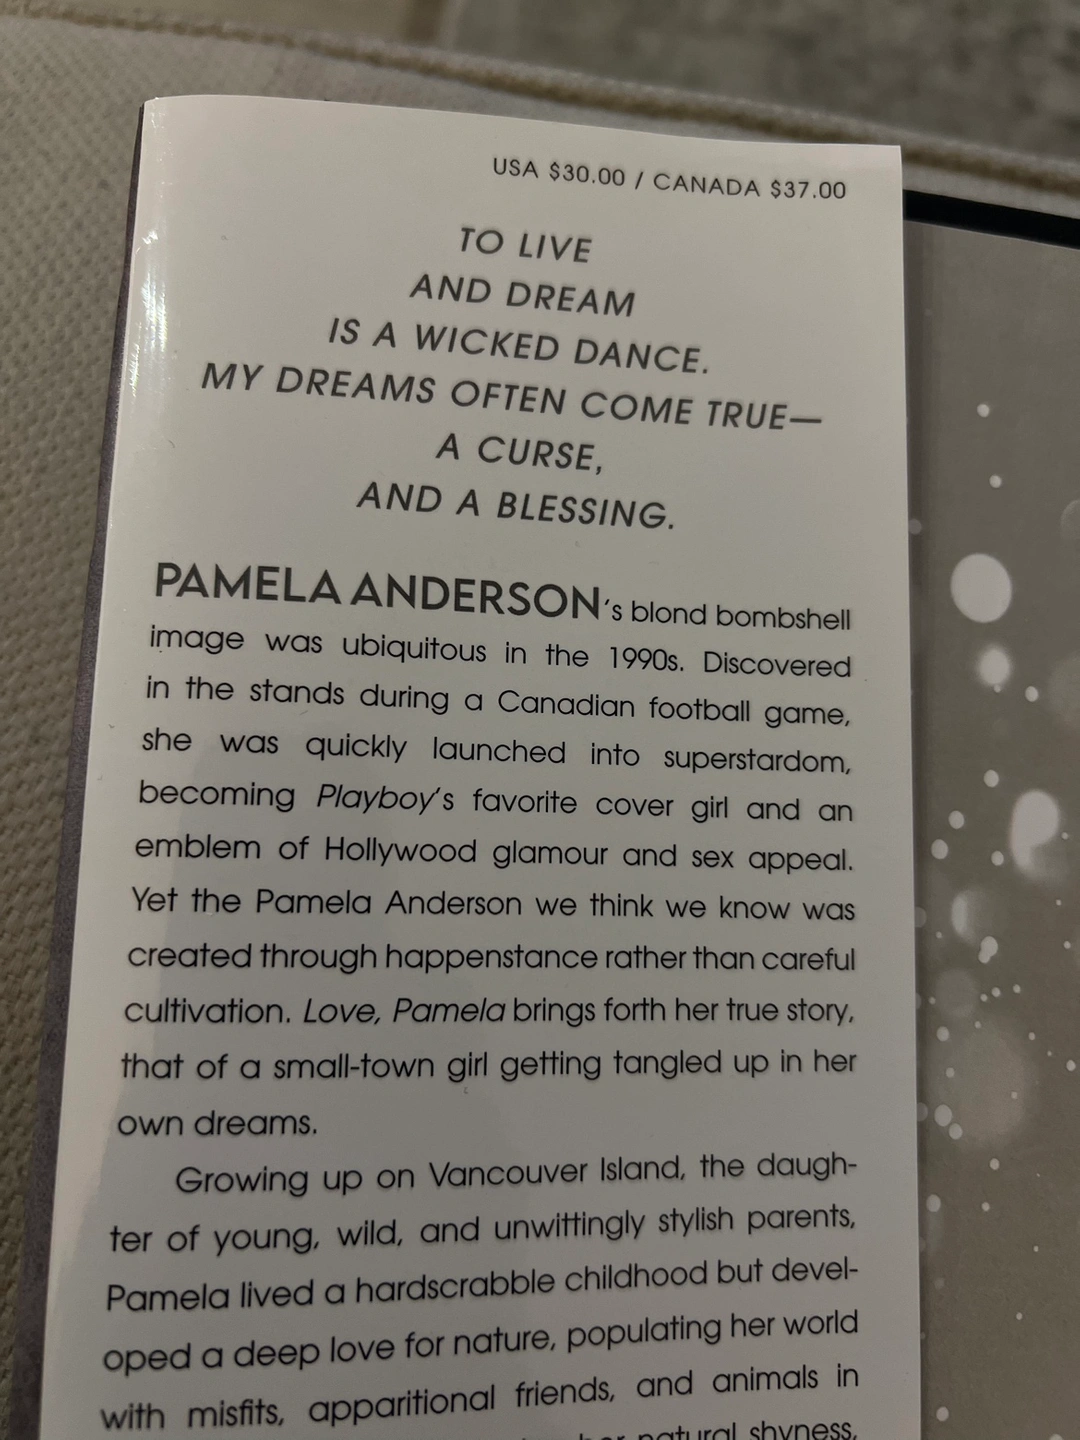 USA $30.00 / CANADA $37.00
TO LIVE
AND DREAM
IS A WICKED DANCE.
MY DREAMS OFTEN COME TRUE—
A CURSE,
AND A BLESSING.
PAMELA ANDERSON's blond bombshell
image was ubiquitous in the 1990s. Discovered
in the stands during a Canadian football game,
she was quickly launched into superstardom,
becoming Playboy's favorite cover girl and an
emblem of Hollywood glamour and sex appeal.
Yet the Pamela Anderson we think we know was
created through happenstance rather than careful
cultivation. Love, Pamela brings forth her true story,
that of a small-town girl getting tangled up in her
own dreams.
Growing up on Vancouver Island, the daugh-
ter of young, wild, and unwittingly stylish parents,
Pamela lived a hardscrabble childhood but devel-
oped a deep love for nature, populating her world
with misfits, apparitional friends, and animals in
her natural shyness,